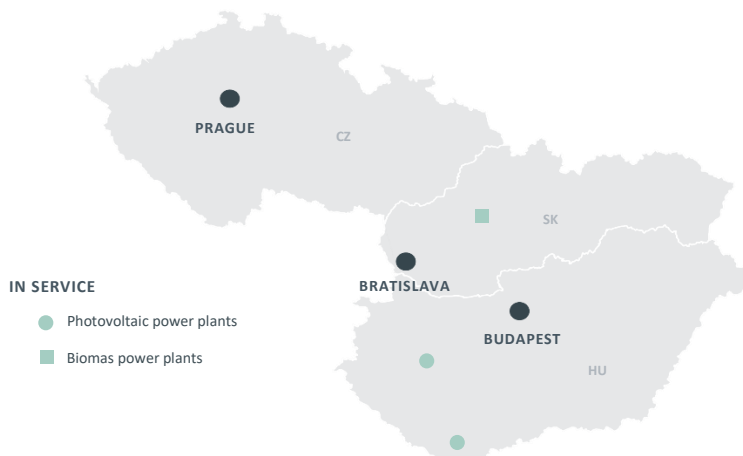 PRAGUE
CZ
SK
BRATISLAVA
IN SERVICE
Photovoltaic power plants
BUDAPEST
Biomas power plants
HU